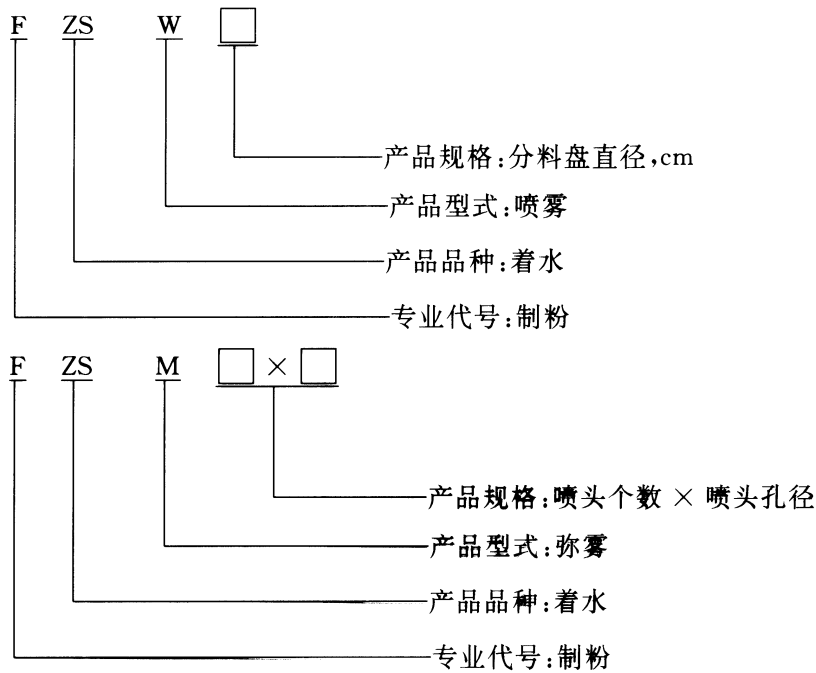 F ZS W □
产品规格:分料盘直径,cm
产品型式:喷雾
产品品种:着水
专业代号:制粉
F ZS M □ × □
产品规格:喷头个数 × 喷头孔径
产品型式:弥雾
产品品种:着水
专业代号:制粉